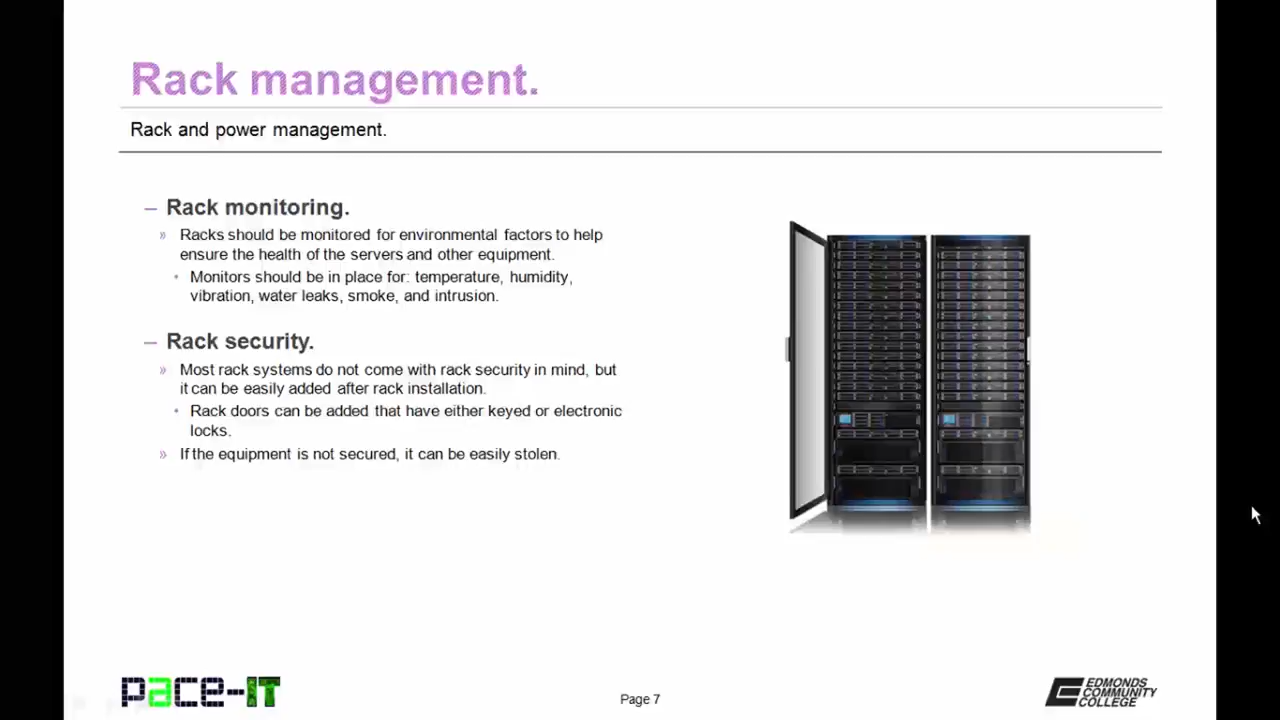 Rack management.
Rack and power management.
– Rack monitoring.
» Racks should be monitored for environmental factors to help
ensure the health of the servers and other equipment.
• Monitors should be in place for: temperature, humidity,
vibration, water leaks, smoke, and intrusion.
– Rack security.
» Most rack systems do not come with rack security in mind, but
it can be easily added after rack installation.
• Rack doors can be added that have either keyed or electronic
locks.
» If the equipment is not secured, it can be easily stolen.
pace-IT
Page 7
EDMONDS
COMMUNITY
COLLEGE